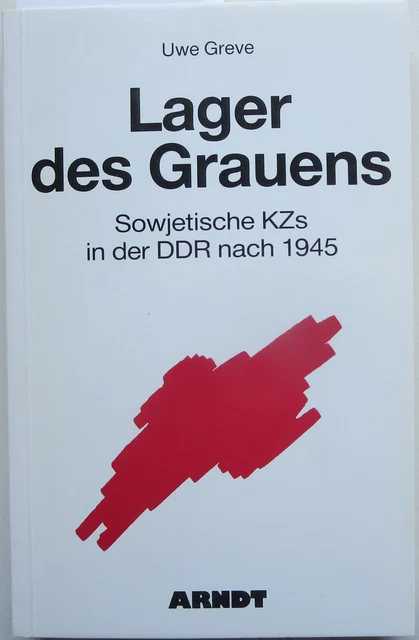 Uwe Greve
Lager
des Grauens
Sowjetische KZs
in der DDR nach 1945
ARNDT